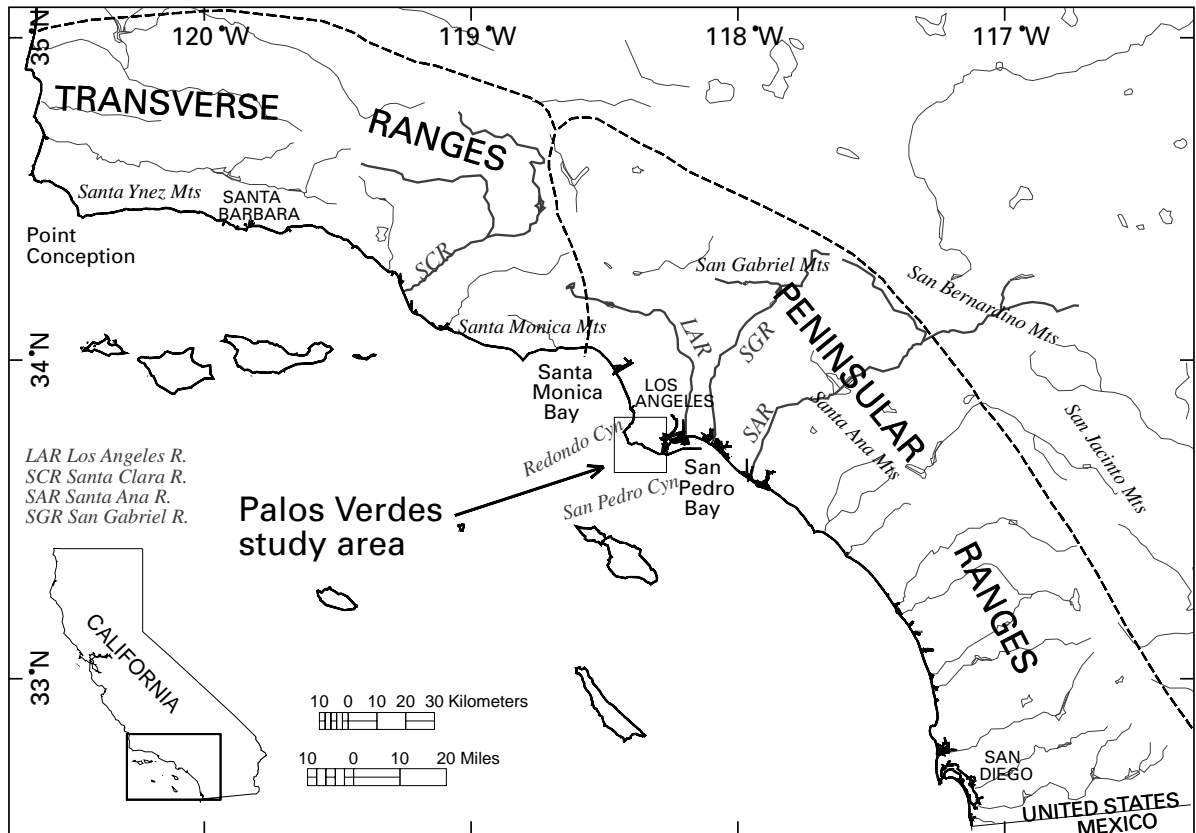 120°W
119°W
118°W
117°W
35°N
TRANSVERSE
RANGES
Santa Ynez Mts
SANTA
BARBARA
Point
Conception
SCR
San Gabriel Mts
San Bernardino Mts
PENINSULAR
Santa Monica Mts
LAR
SGR
34°N
Santa
Monica
Bay
LOS
ANGELES
SAR
Santa Ana Mts
San Jacinto Mts
Redondo Cyn
San Pedro Cyn
San
Pedro
Bay
LAR Los Angeles R.
SCR Santa Clara R.
SAR Santa Ana R.
SGR San Gabriel R.
Palos Verdes
study area
RANGES
CALIFORNIA
33°N
10 0 10 20 30 Kilometers
10 0 10 20 Miles
SAN
DIEGO
UNITED STATES
MEXICO